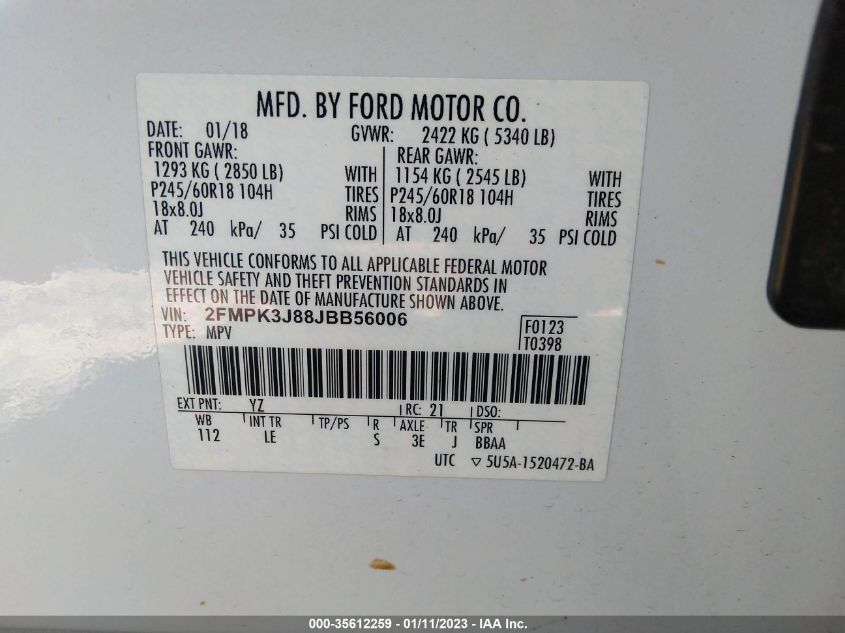 MFD. BY FORD MOTOR CO.
DATE: 01/18 GVWR: 2422 KG ( 5340 LB)
FRONT GAWR: REAR GAWR:
1293 KG ( 2850 LB) WITH 1154 KG ( 2545 LB) WITH
P245/60R18 104H TIRES P245/60R18 104H TIRES
18x8.0J RIMS 18x8.0J RIMS
AT 240 kPa/ 35 PSI COLD AT 240 kPa/ 35 PSI COLD
THIS VEHICLE CONFORMS TO ALL APPLICABLE FEDERAL MOTOR
VEHICLE SAFETY AND THEFT PREVENTION STANDARDS IN
EFFECT ON THE DATE OF MANUFACTURE SHOWN ABOVE.
VIN: 2FMPK3J88JBB56006
TYPE: MPV
F0123
T0398
EXT PNT: YZ RC: 21 DSO:
WB INT TR TP/PS R AXLE TR SPR
112 LE S 3E J BBAA
UTC ▽ 5U5A-1520472-BA
000-35612259 - 01/11/2023 - IAA Inc.